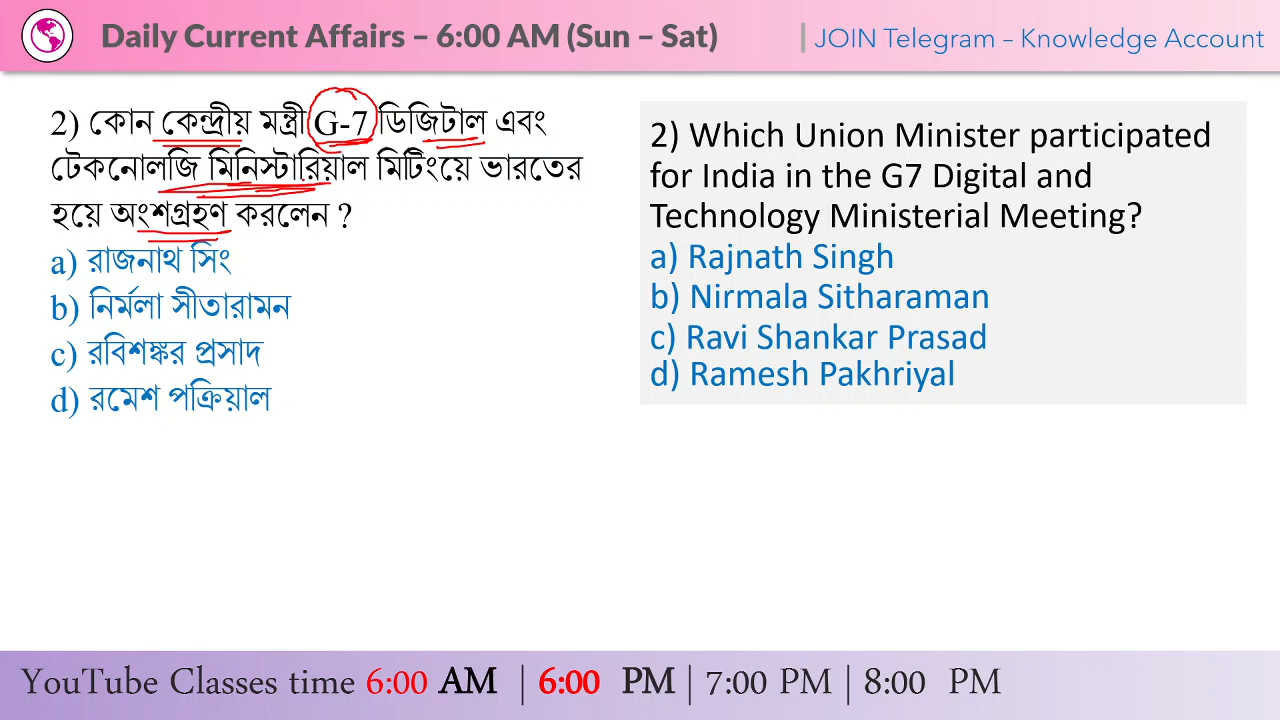 Daily Current Affairs – 6:00 AM (Sun – Sat)
| JOIN Telegram – Knowledge Account
2) কোন কেন্দ্রীয় মন্ত্রী G-7 ডিজিটাল এবং
টেকনোলজি মিনিস্টারিয়াল মিটিংয়ে ভারতের
হয়ে অংশগ্রহণ করলেন ?
a) রাজনাথ সিং
b) নির্মলা সীতারামন
c) রবিশঙ্কর প্রসাদ
d) রমেশ পক্রিয়াল
2) Which Union Minister participated
for India in the G7 Digital and
Technology Ministerial Meeting?
a) Rajnath Singh
b) Nirmala Sitharaman
c) Ravi Shankar Prasad
d) Ramesh Pakhriyal
YouTube Classes time 6:00 AM | 6:00 PM | 7:00 PM | 8:00 PM